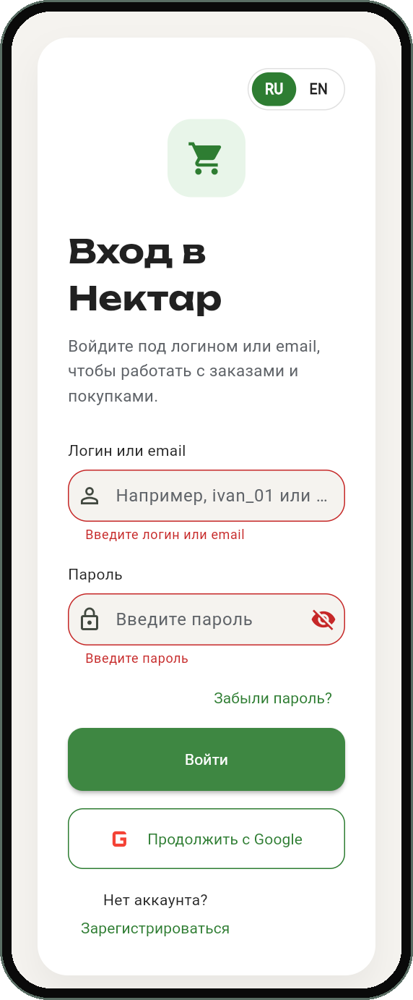 RU EN
Вход в
Нектар
Войдите под логином или email,
чтобы работать с заказами и
покупками.
Логин или email
Например, ivan_01 или …
Введите логин или email
Пароль
Введите пароль
Введите пароль
Забыли пароль?
Войти
G Продолжить с Google
Нет аккаунта?
Зарегистрироваться